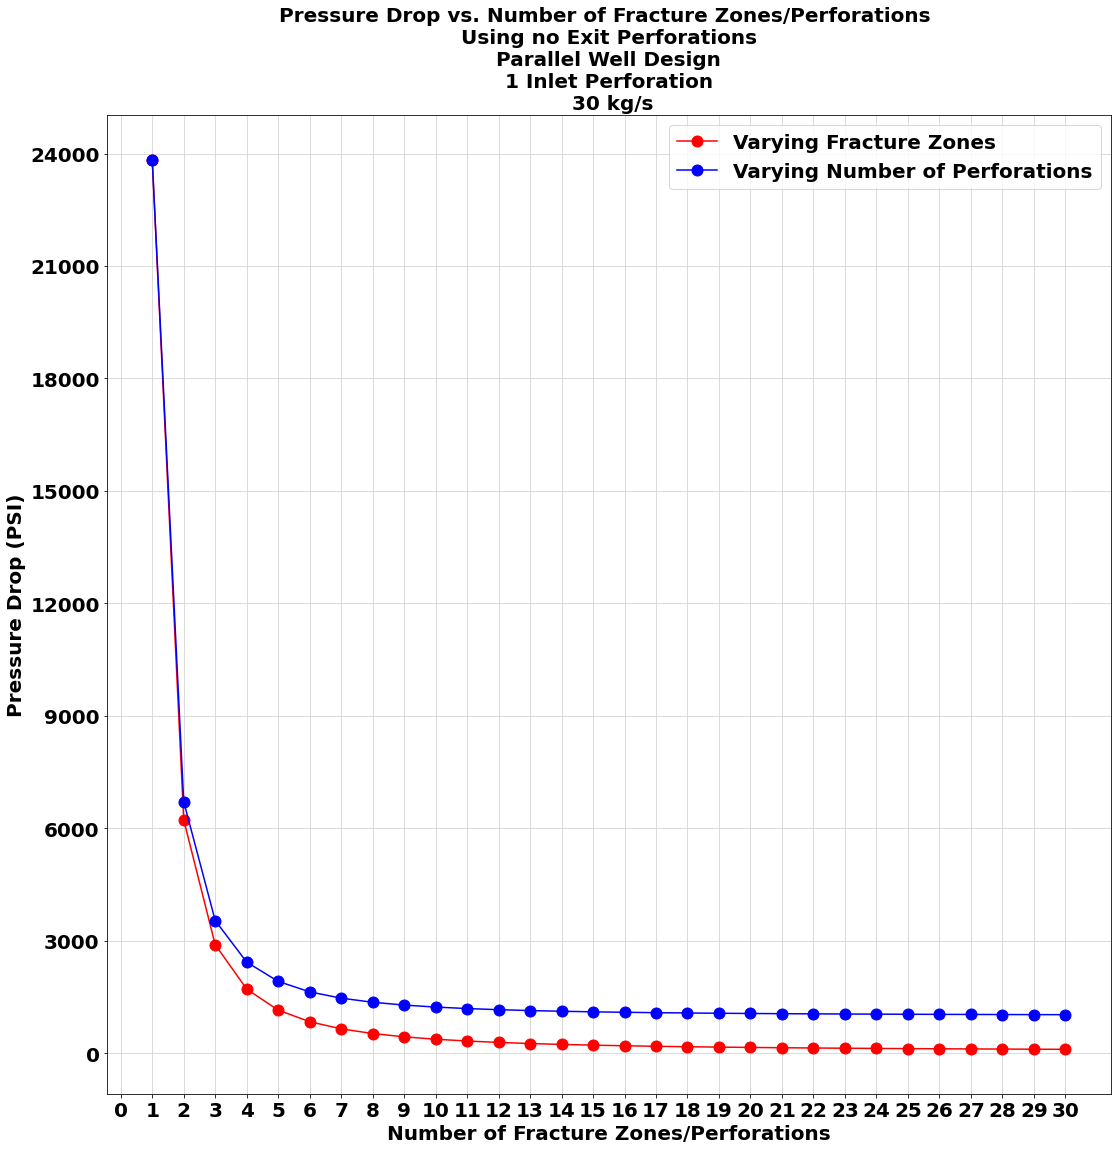 Pressure Drop vs. Number of Fracture Zones/Perforations
Using no Exit Perforations
Parallel Well Design
1 Inlet Perforation
30 kg/s
Varying Fracture Zones
Varying Number of Perforations
Pressure Drop (PSI)
24000
21000
18000
15000
12000
9000
6000
3000
0
0 1 2 3 4 5 6 7 8 9 10 11 12 13 14 15 16 17 18 19 20 21 22 23 24 25 26 27 28 29 30
Number of Fracture Zones/Perforations